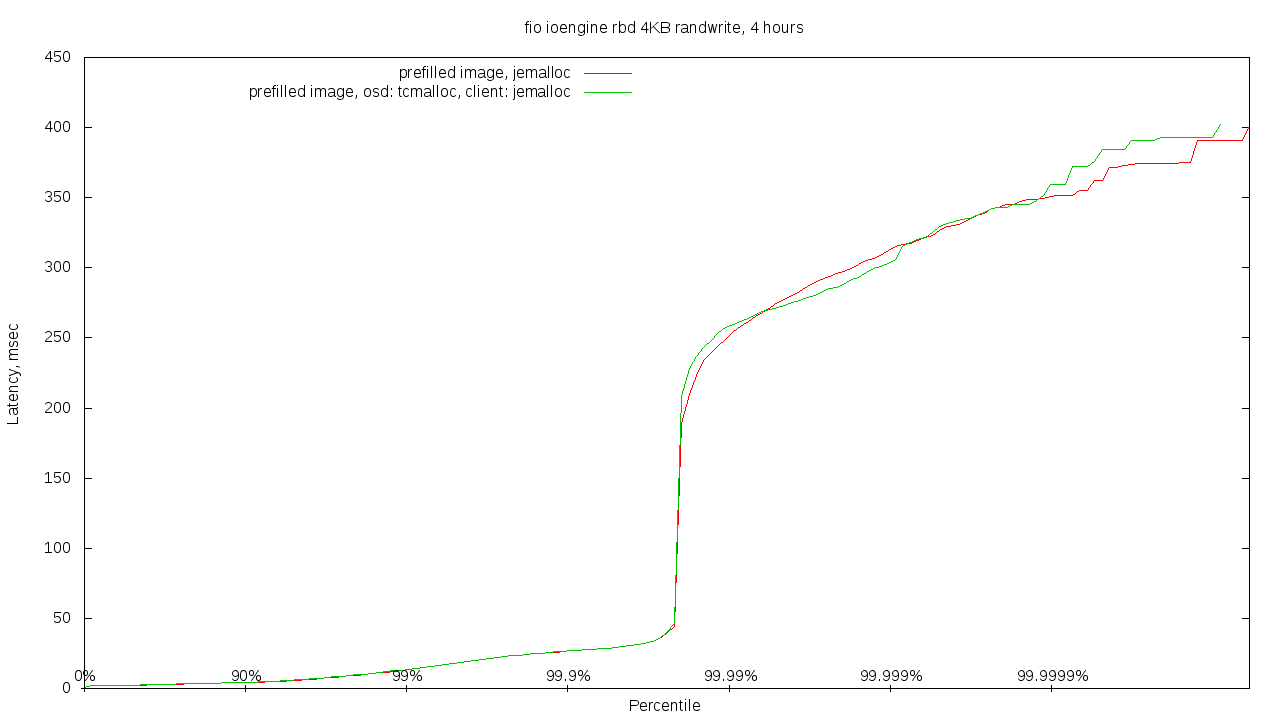 fio ioengine rbd 4KB randwrite, 4 hours
450
prefilled image, jemalloc
prefilled image, osd: tcmalloc, client: jemalloc
400
350
300
250
Latency, msec
200
150
100
50
0% 90% 99% 99.9% 99.99% 99.999% 99.9999%
0
Percentile